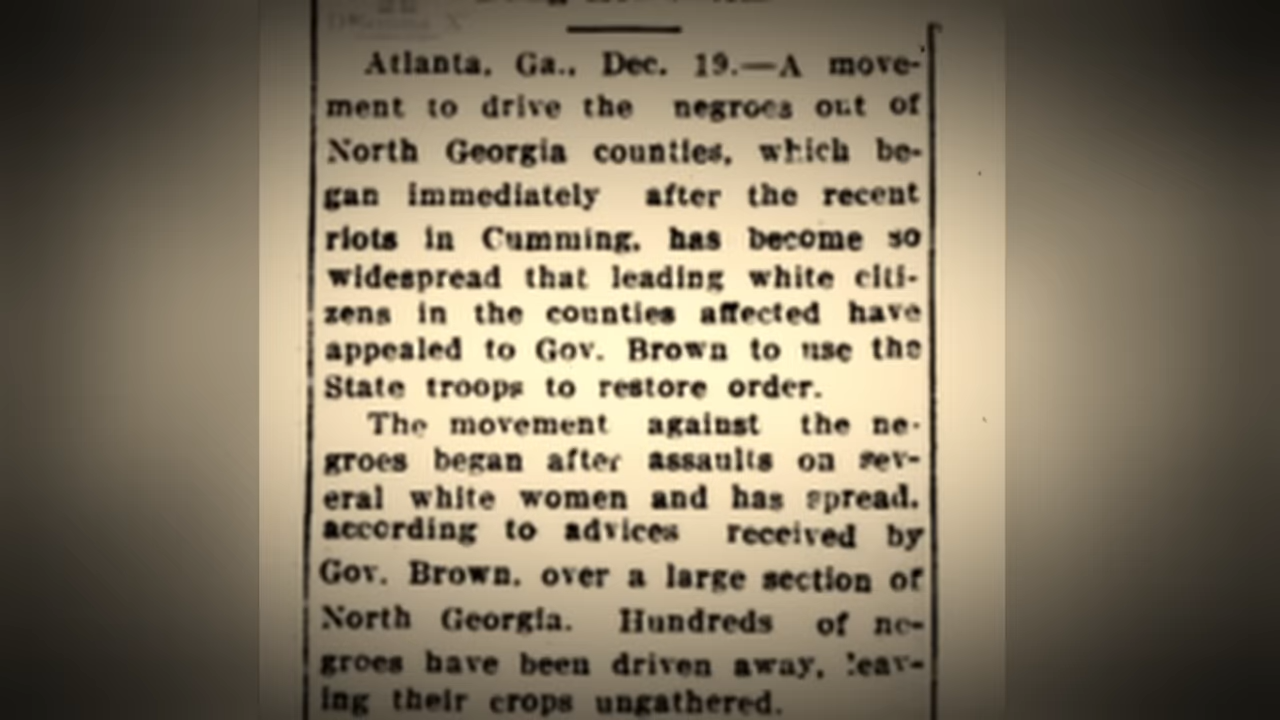 Atlanta, Ga., Dec. 19.—A move-
ment to drive the negroes out of
North Georgia counties, which be-
gan immediately after the recent
riots in Cumming, has become so
widespread that leading white citi-
zens in the counties affected have
appealed to Gov. Brown to use the
State troops to restore order.
The movement against the ne-
groes began after assaults on sev-
eral white women and has spread,
according to advices received by
Gov. Brown, over a large section of
North Georgia. Hundreds of ne-
groes have been driven away, leav-
ing their crops ungathered.